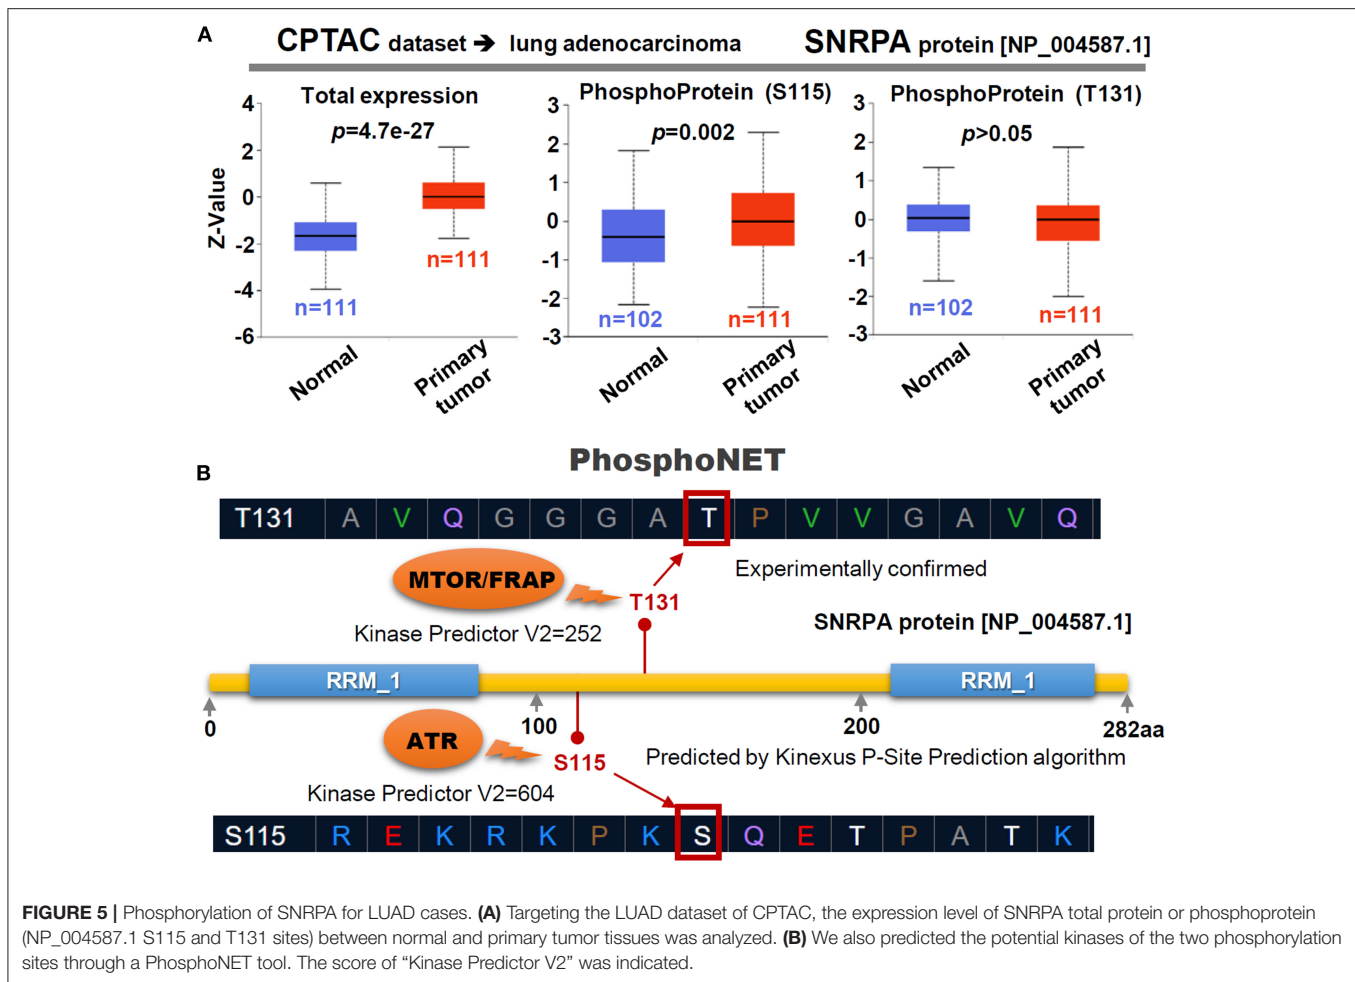 A
CPTAC dataset ➔ lung adenocarcinoma
SNRPA protein [NP_004587.1]
Total expression
p=4.7e-27
Z-Value
4
2
0
-2
-4
-6
n=111
n=111
Normal
Primary
tumor
PhosphoProtein (S115)
p=0.002
3
2
1
0
-1
-2
-3
n=102
n=111
Normal
Primary
tumor
PhosphoProtein (T131)
p>0.05
3
2
1
0
-1
-2
-3
n=102
n=111
Normal
Primary
tumor
B
PhosphoNET
T131 A V Q G G G A T P V V G A V Q
MTOR/FRAP
T131
Experimentally confirmed
Kinase Predictor V2=252
SNRPA protein [NP_004587.1]
RRM_1
RRM_1
0
100
200
282aa
ATR
S115
Predicted by Kinexus P-Site Prediction algorithm
Kinase Predictor V2=604
S115 R E K R K P K S Q E T P A T K
FIGURE 5 | Phosphorylation of SNRPA for LUAD cases. (A) Targeting the LUAD dataset of CPTAC, the expression level of SNRPA total protein or phosphoprotein
(NP_004587.1 S115 and T131 sites) between normal and primary tumor tissues was analyzed. (B) We also predicted the potential kinases of the two phosphorylation
sites through a PhosphoNET tool. The score of “Kinase Predictor V2” was indicated.